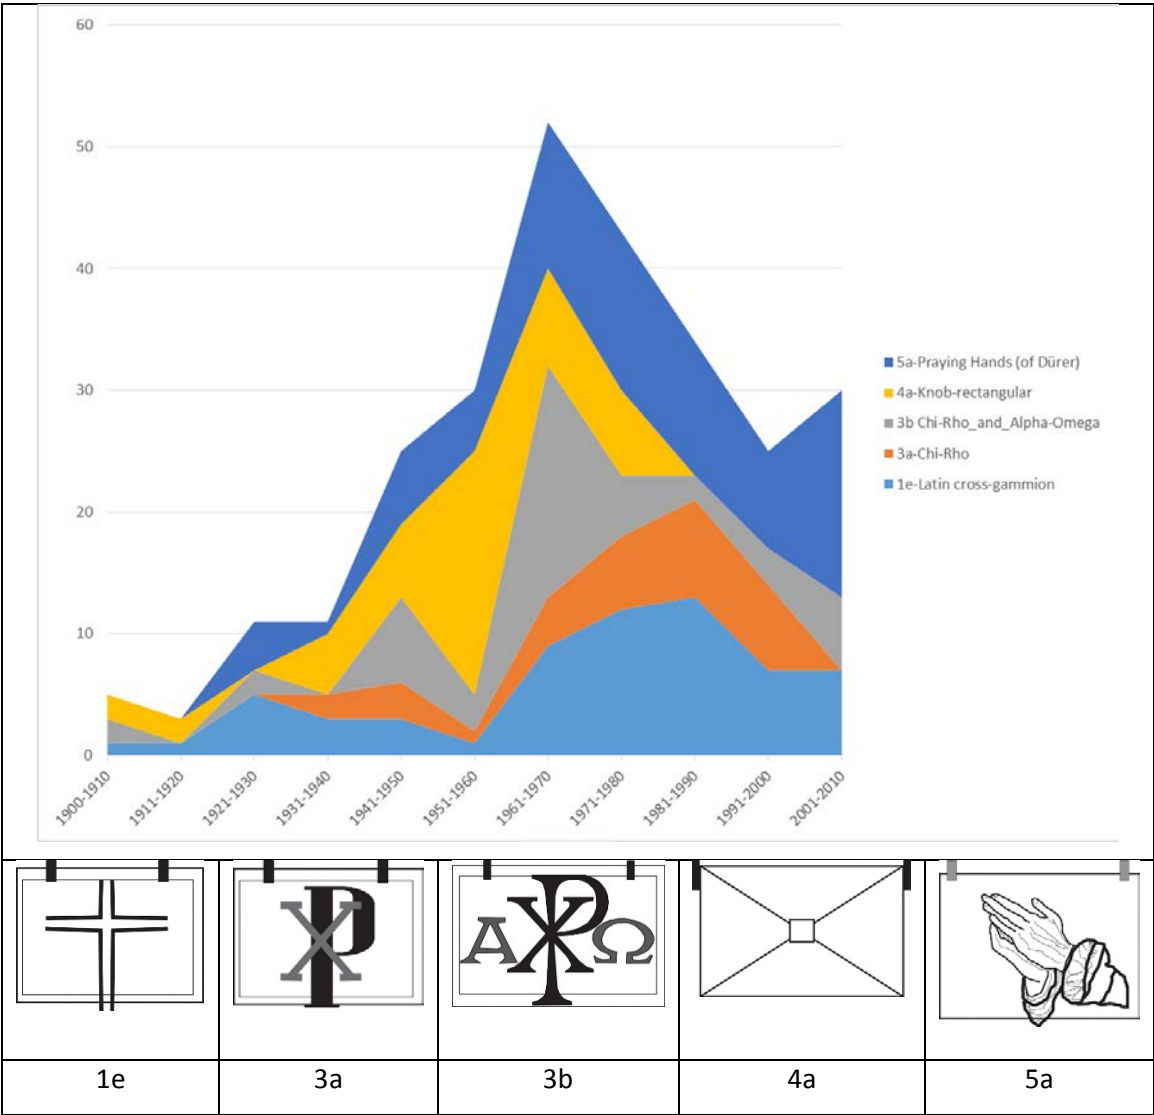 60
50
40
30
20
10
0
1900-1910
1911-1920
1921-1930
1931-1940
1941-1950
1951-1960
1961-1970
1971-1980
1981-1990
1991-2000
2001-2010
5a-Praying Hands (of Dürer)
4a-Knob-rectangular
3b Chi-Rho_and_Alpha-Omega
3a-Chi-Rho
1e-Latin cross-gammion
Α Ω
1e 3a 3b 4a 5a